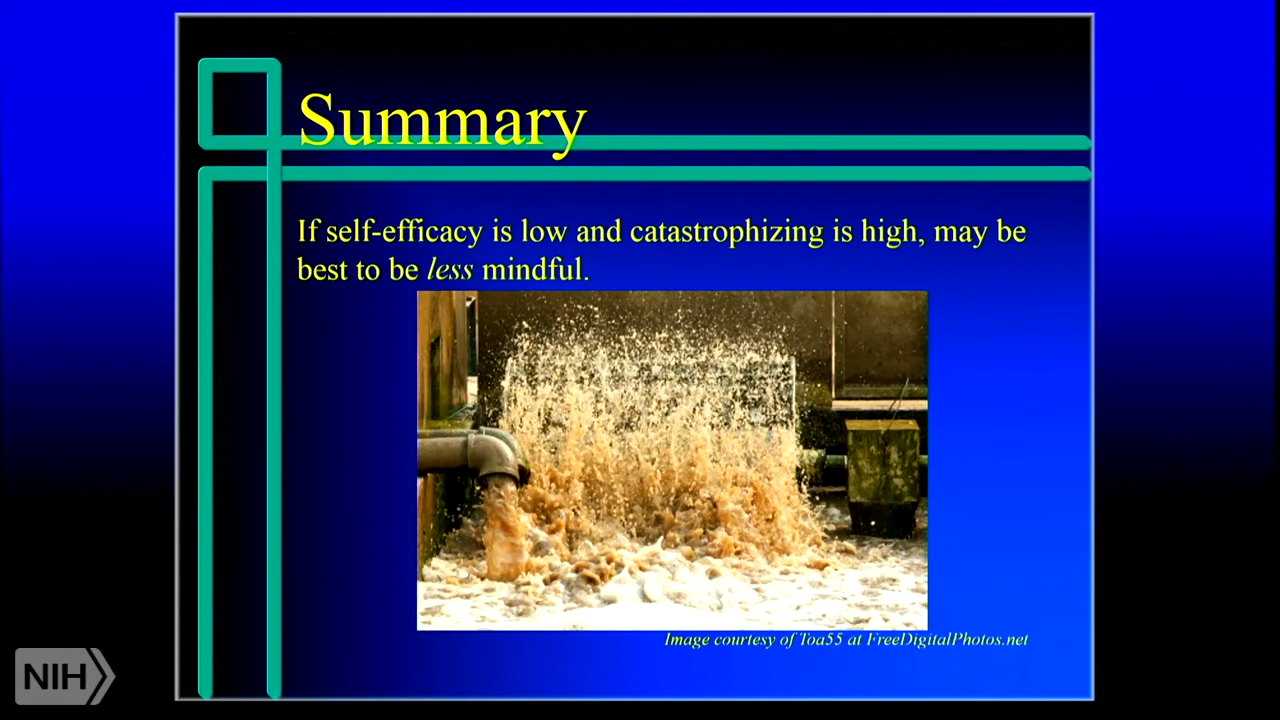 Summary
If self-efficacy is low and catastrophizing is high, may be
best to be less mindful.
Image courtesy of Toa55 at FreeDigitalPhotos.net
NIH